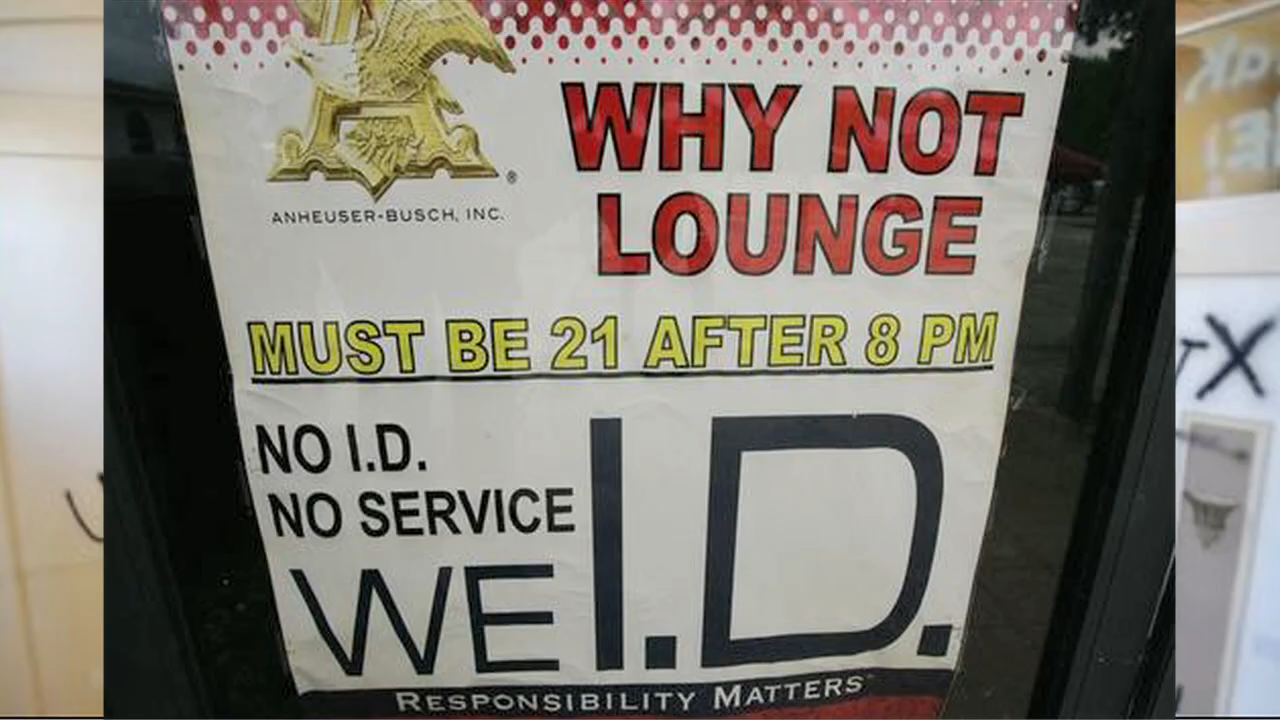 ANHEUSER-BUSCH, INC.
WHY NOT
LOUNGE
MUST BE 21 AFTER 8 PM
NO I.D.
NO SERVICE
WE I.D.
RESPONSIBILITY MATTERS